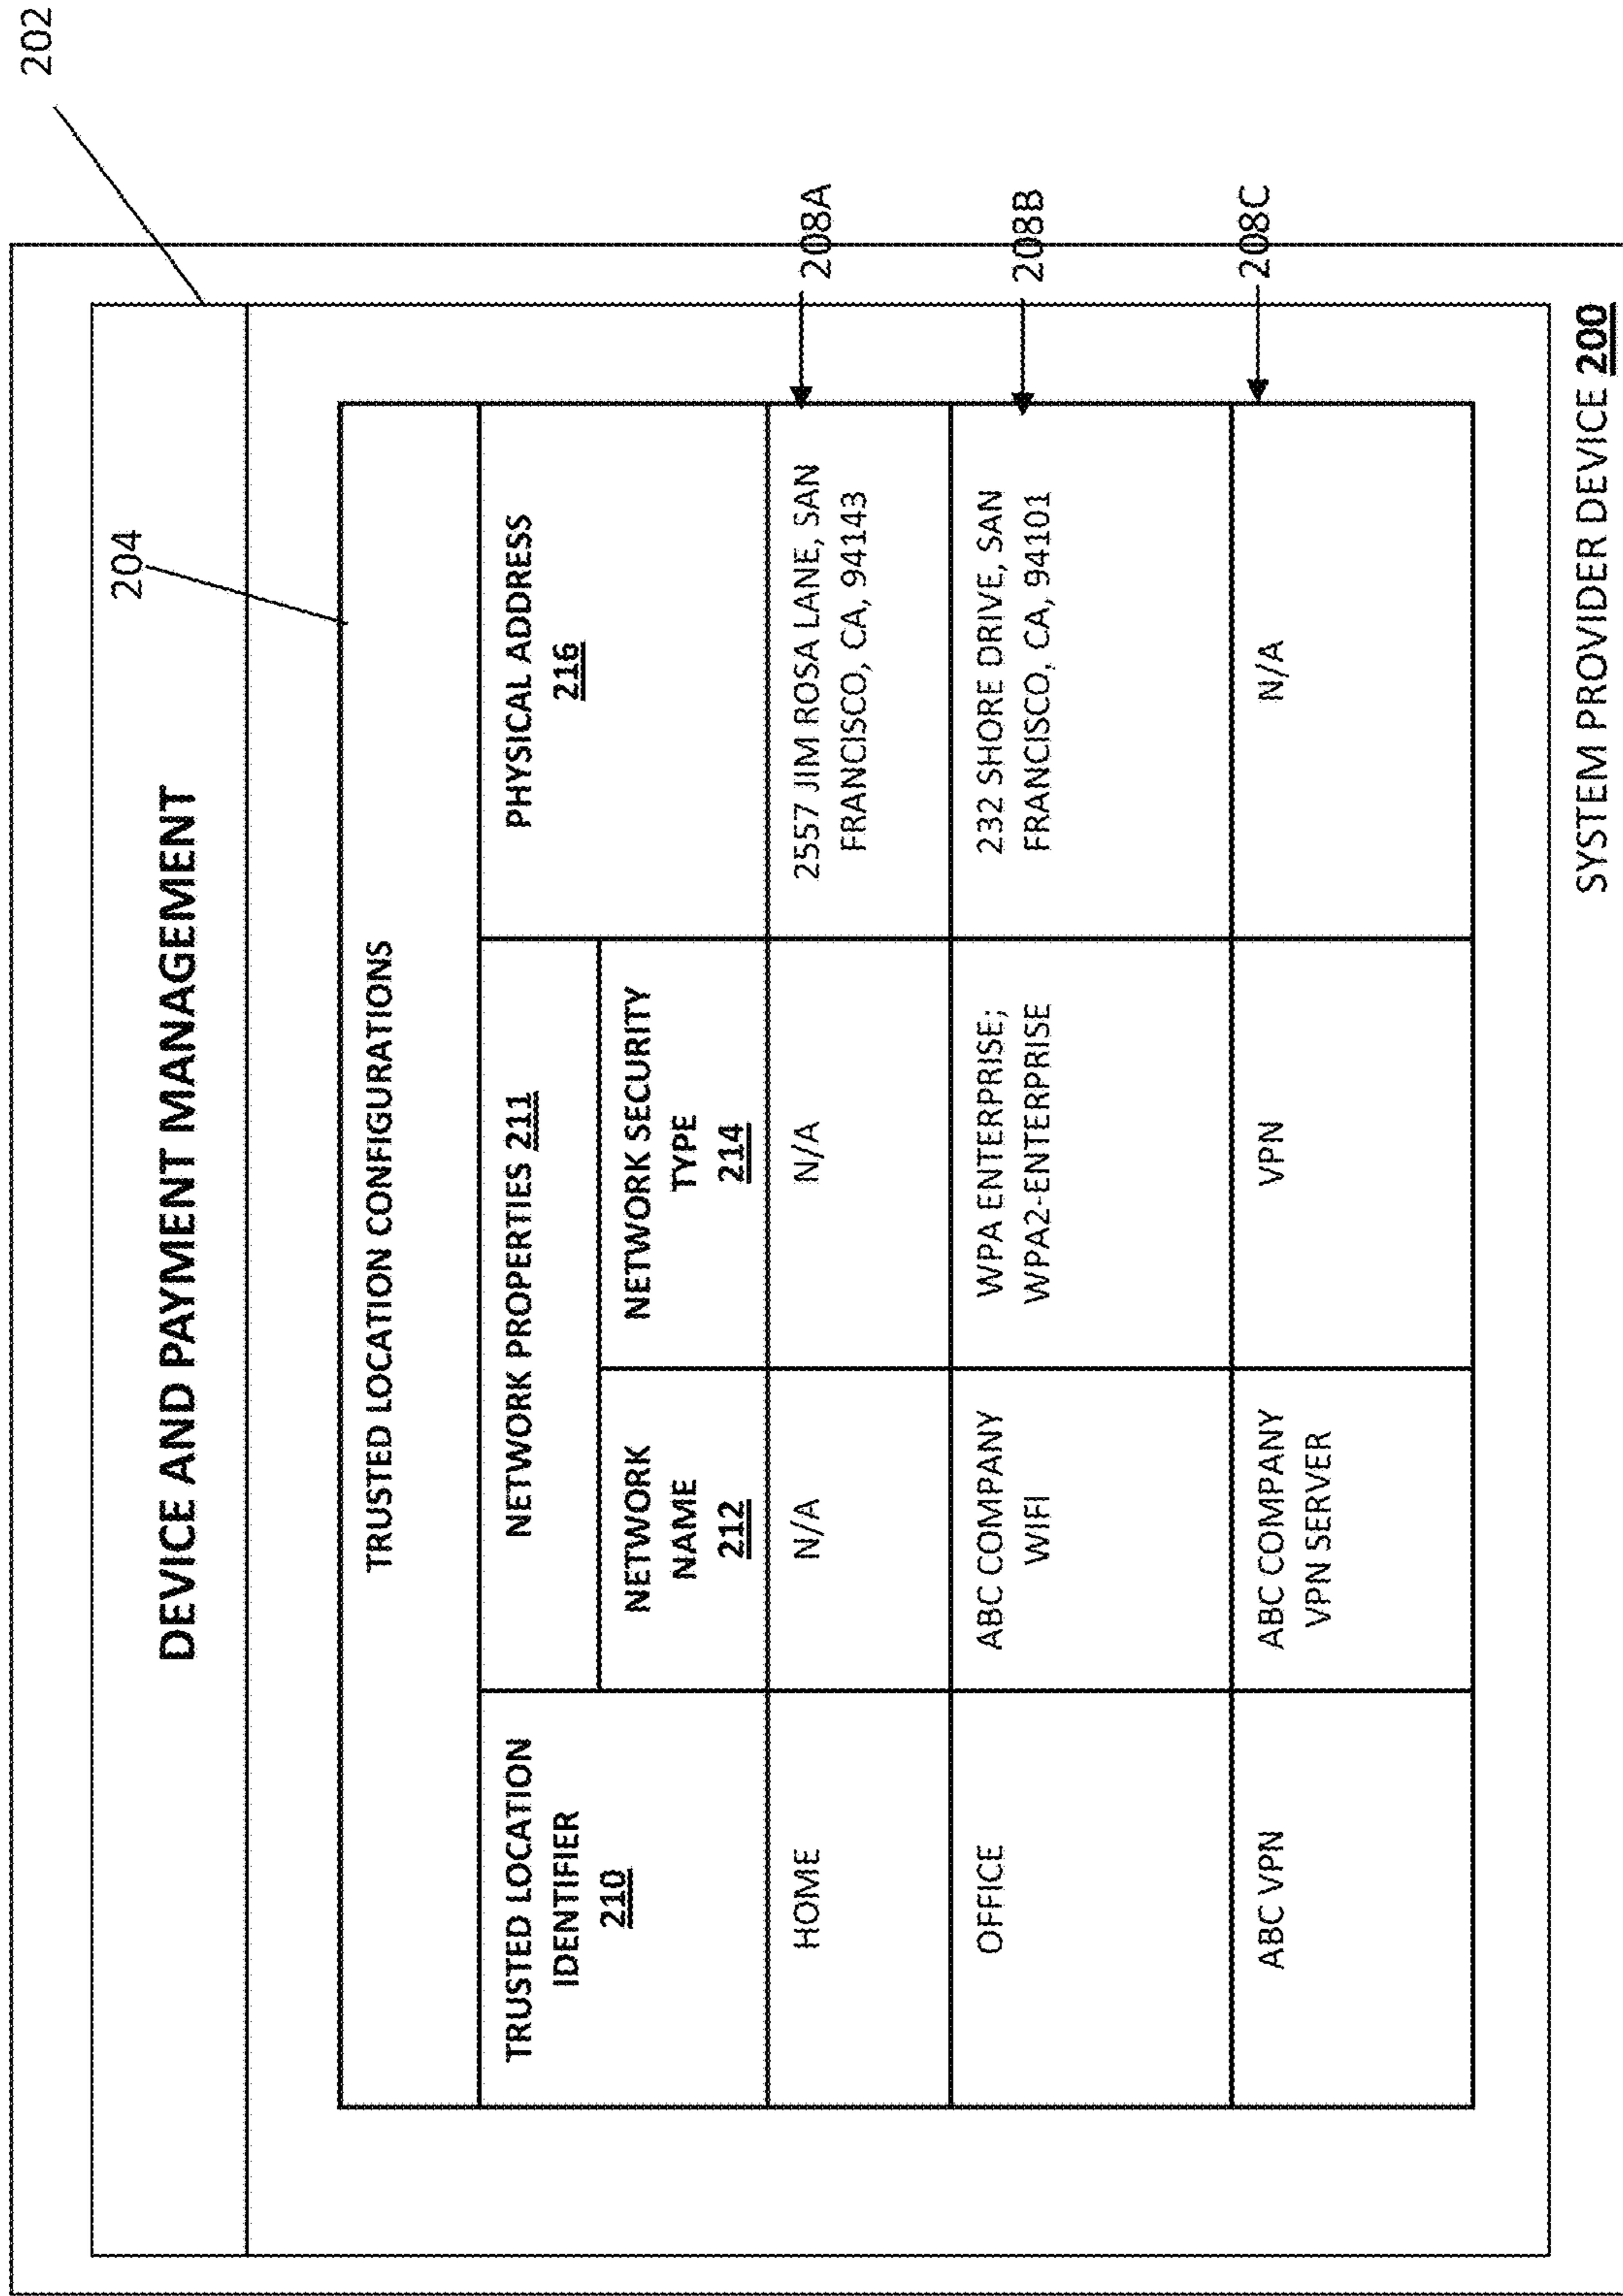 202
DEVICE AND PAYMENT MANAGEMENT
204
TRUSTED LOCATION CONFIGURATIONS
TRUSTED LOCATION
IDENTIFIER
210
NETWORK PROPERTIES 211
NETWORK
NAME
212
NETWORK SECURITY
TYPE
214
PHYSICAL ADDRESS
216
HOME
N/A
N/A
2557 JIM ROSA LANE, SAN
FRANCISCO, CA, 94143
208A
OFFICE
ABC COMPANY
WIFI
WPA ENTERPRISE;
WPA2-ENTERPRISE
232 SHORE DRIVE, SAN
FRANCISCO, CA, 94101
208B
ABC VPN
ABC COMPANY
VPN SERVER
VPN
N/A
208C
SYSTEM PROVIDER DEVICE 200